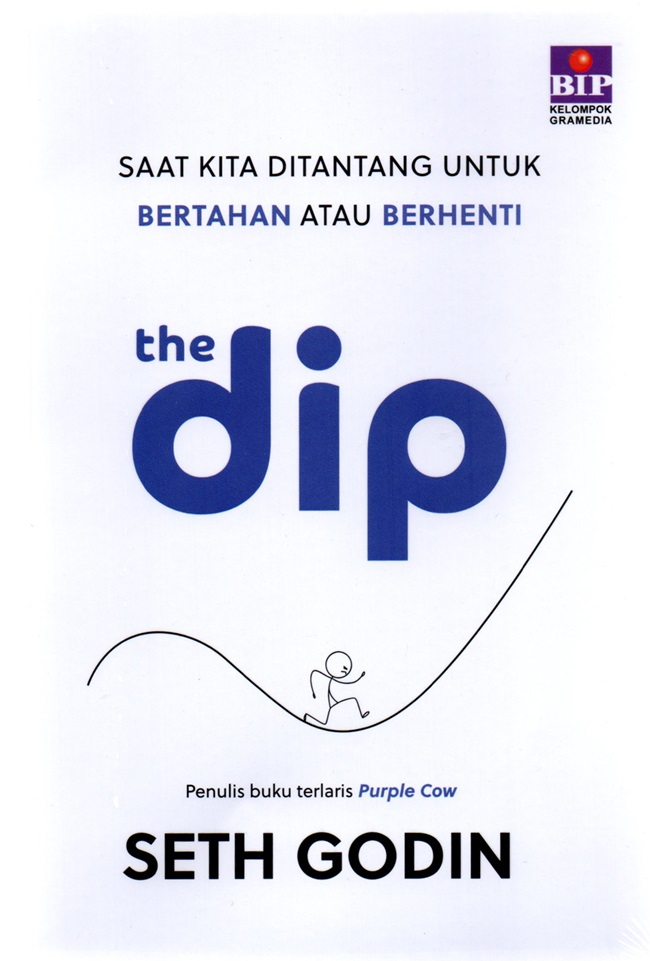 BIP
KELOMPOK
GRAMEDIA
SAAT KITA DITANTANG UNTUK
BERTAHAN ATAU BERHENTI
the
dip
Penulis buku terlaris Purple Cow
SETH GODIN